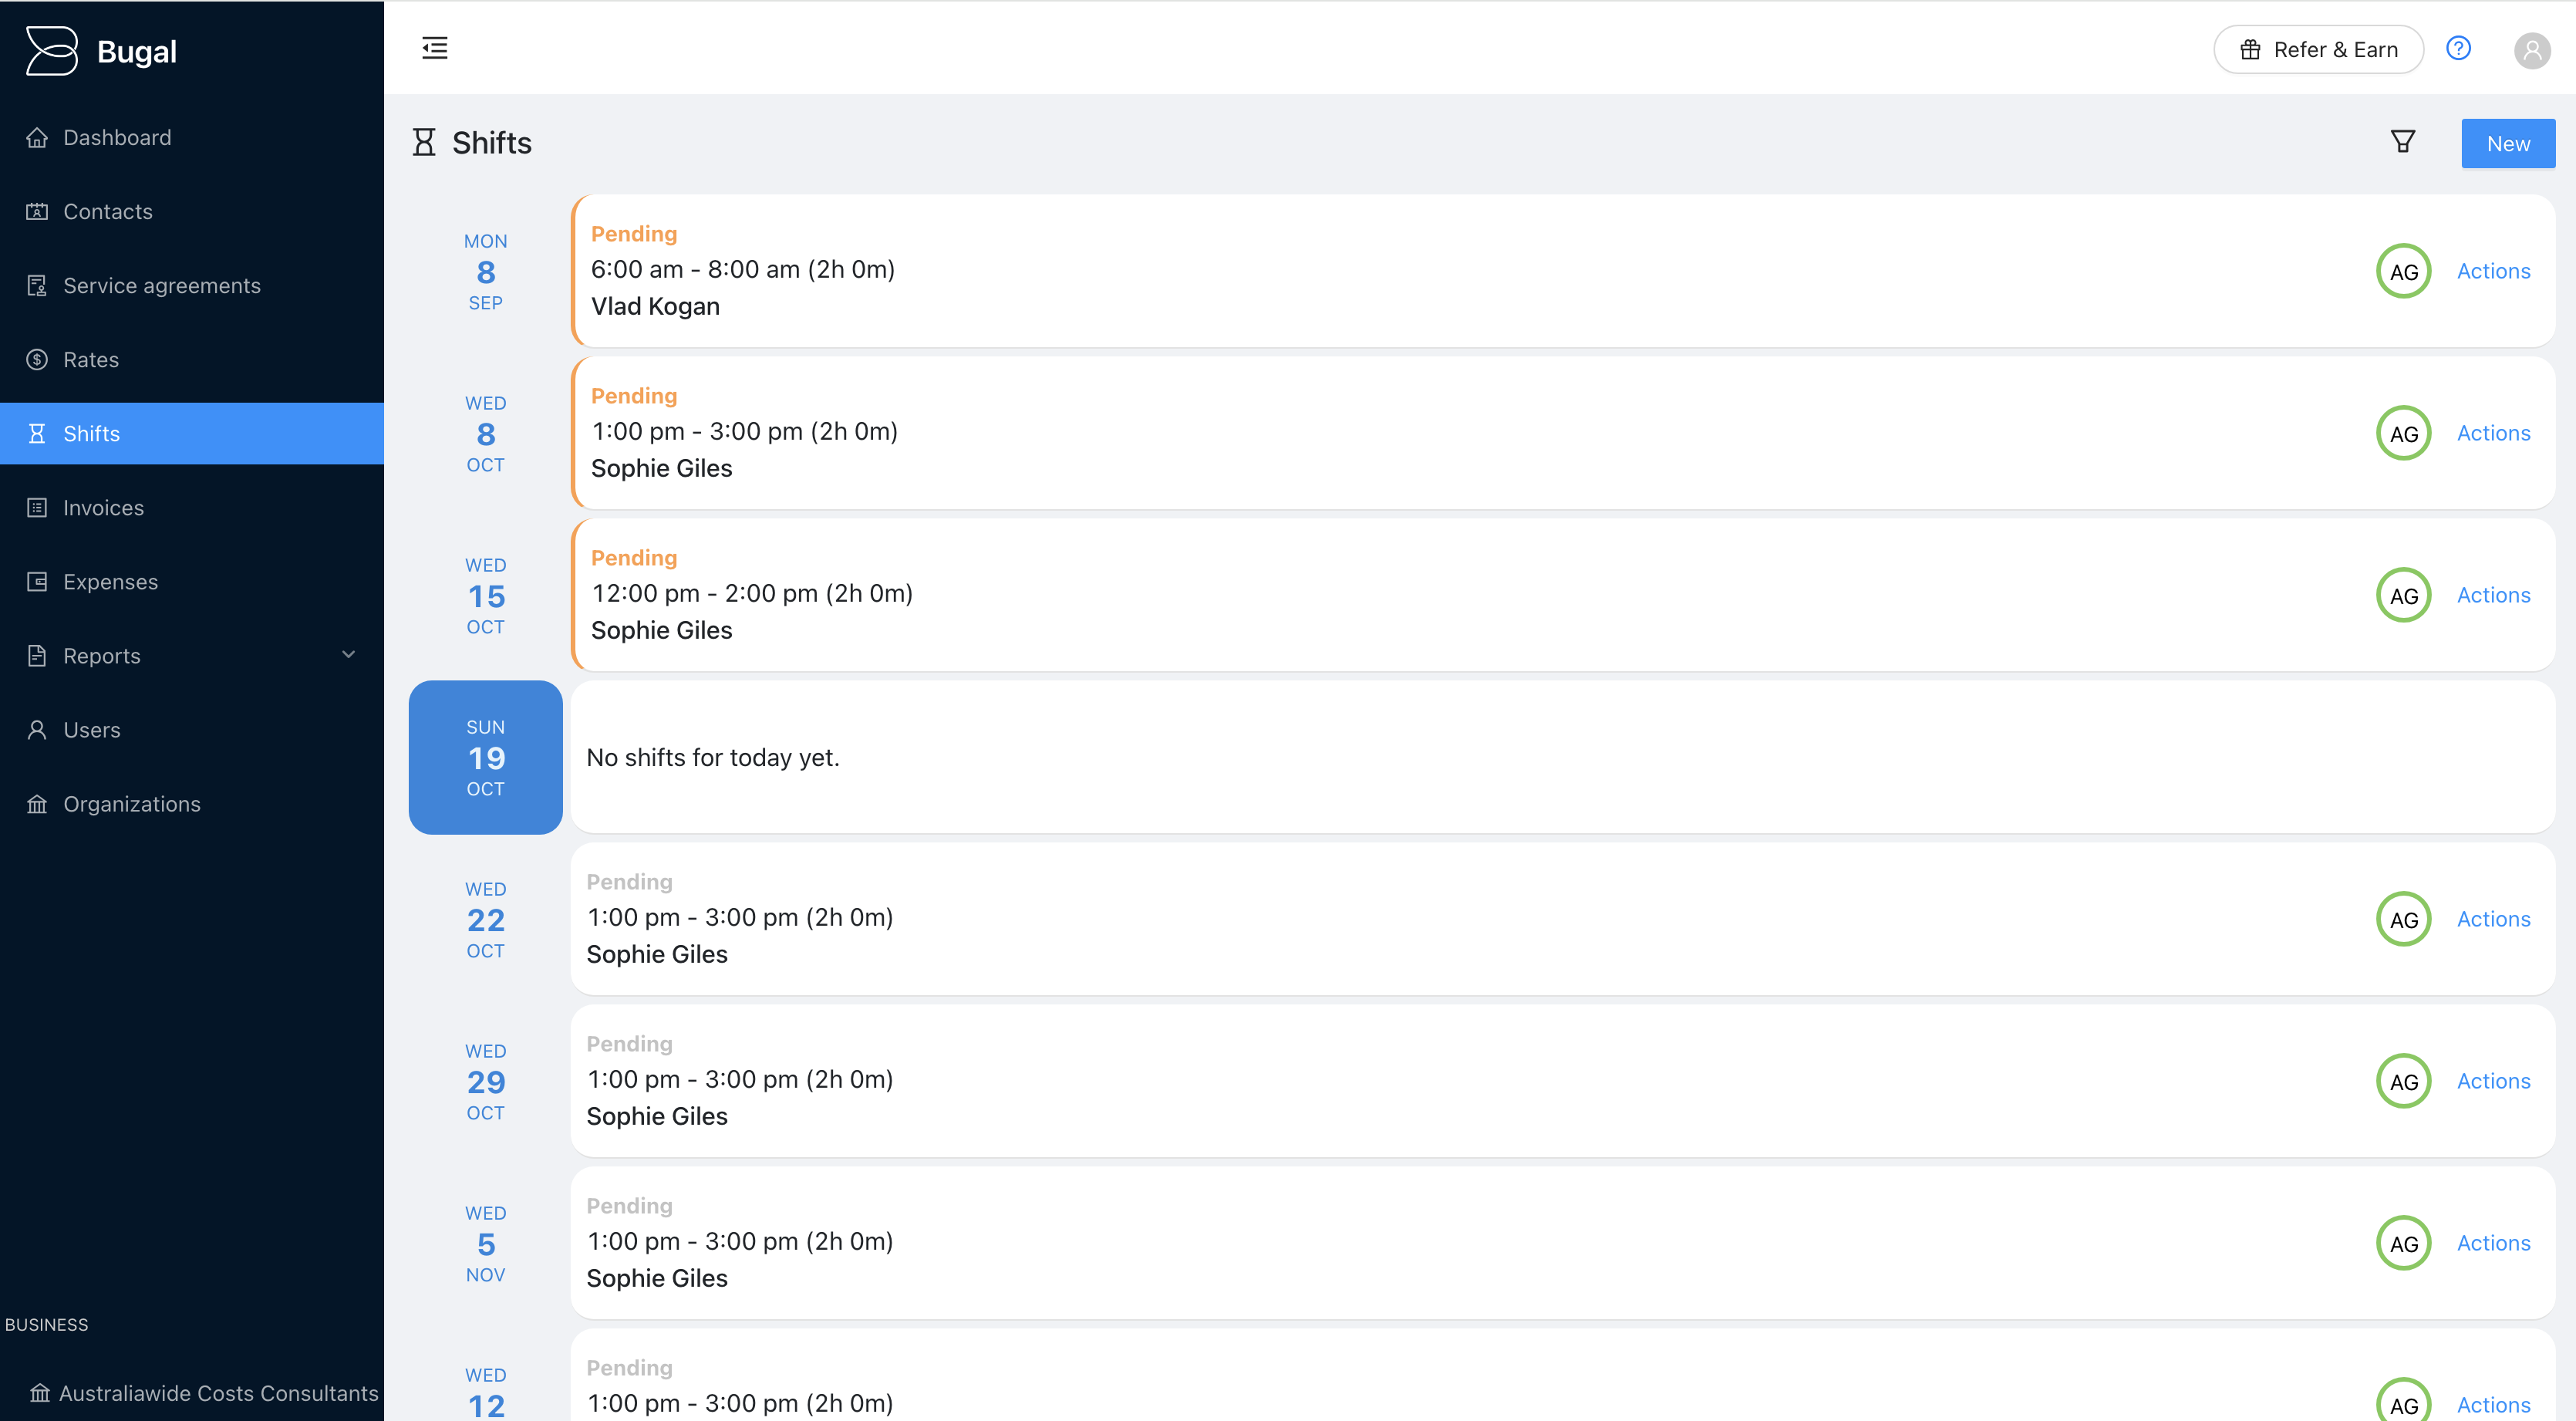 Bugal
Refer & Earn
Dashboard
Contacts
Service agreements
Rates
Shifts
Invoices
Expenses
Reports
Users
Organizations
BUSINESS
Australiawide Costs Consultants
Shifts
New
MON
8
SEP
Pending
6:00 am - 8:00 am (2h 0m)
Vlad Kogan
AG
Actions
WED
8
OCT
Pending
1:00 pm - 3:00 pm (2h 0m)
Sophie Giles
AG
Actions
WED
15
OCT
Pending
12:00 pm - 2:00 pm (2h 0m)
Sophie Giles
AG
Actions
SUN
19
OCT
No shifts for today yet.
WED
22
OCT
Pending
1:00 pm - 3:00 pm (2h 0m)
Sophie Giles
AG
Actions
WED
29
OCT
Pending
1:00 pm - 3:00 pm (2h 0m)
Sophie Giles
AG
Actions
WED
5
NOV
Pending
1:00 pm - 3:00 pm (2h 0m)
Sophie Giles
AG
Actions
WED
12
Pending
1:00 pm - 3:00 pm (2h 0m)
AG
Actions